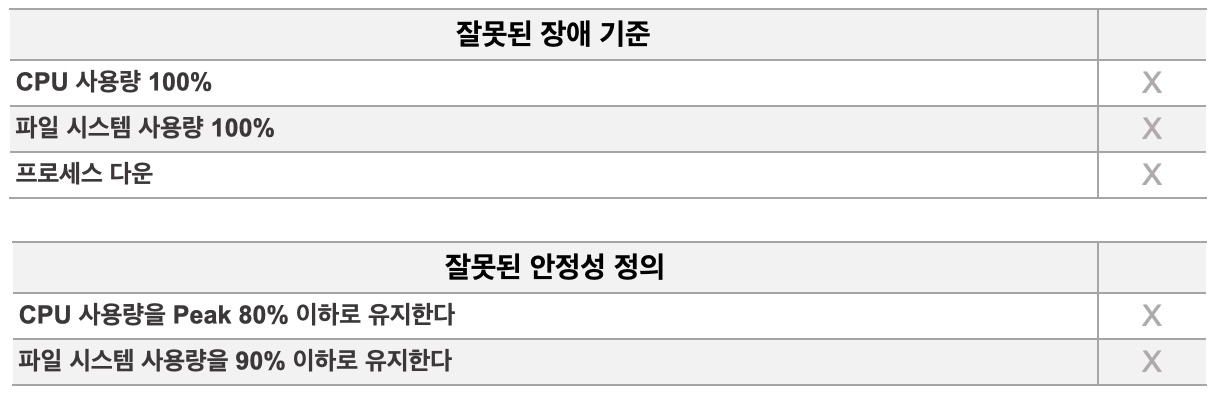 잘못된 장애 기준
CPU 사용량 100% X
파일 시스템 사용량 100% X
프로세스 다운 X
잘못된 안정성 정의
CPU 사용량을 Peak 80% 이하로 유지한다 X
파일 시스템 사용량을 90% 이하로 유지한다 X